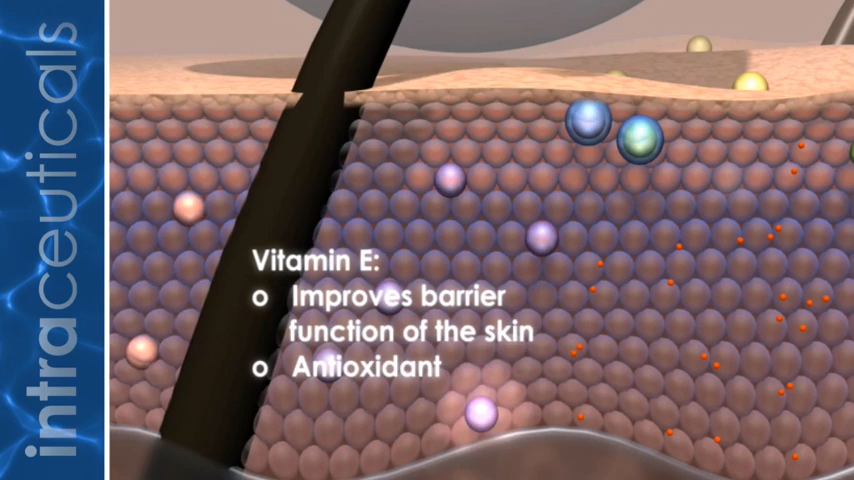 intraceuticals
Vitamin E:
o Improves barrier
function of the skin
o Antioxidant